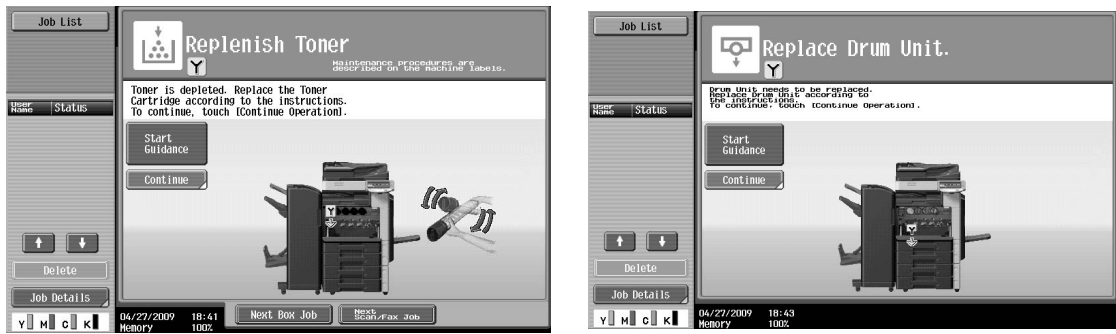 Job List
Replenish Toner
Y
Maintenance procedures are
described on the machine labels.
Toner is depleted. Replace the Toner
Cartridge according to the instructions.
To continue, touch [Continue Operation].
User
Name
Status
Start
Guidance
Continue
Y
Delete
Job Details
Y M C K
04/27/2009 18:41
Memory 100%
Next Box Job
Next
Scan/Fax Job
Job List
Replace Drum Unit.
Y
Drum Unit needs to be replaced.
Replace Drum Unit according to
the instructions.
To continue, touch [Continue Operation].
User
Name
Status
Start
Guidance
Continue
Y
Delete
Job Details
Y M C K
04/27/2009 18:43
Memory 100%